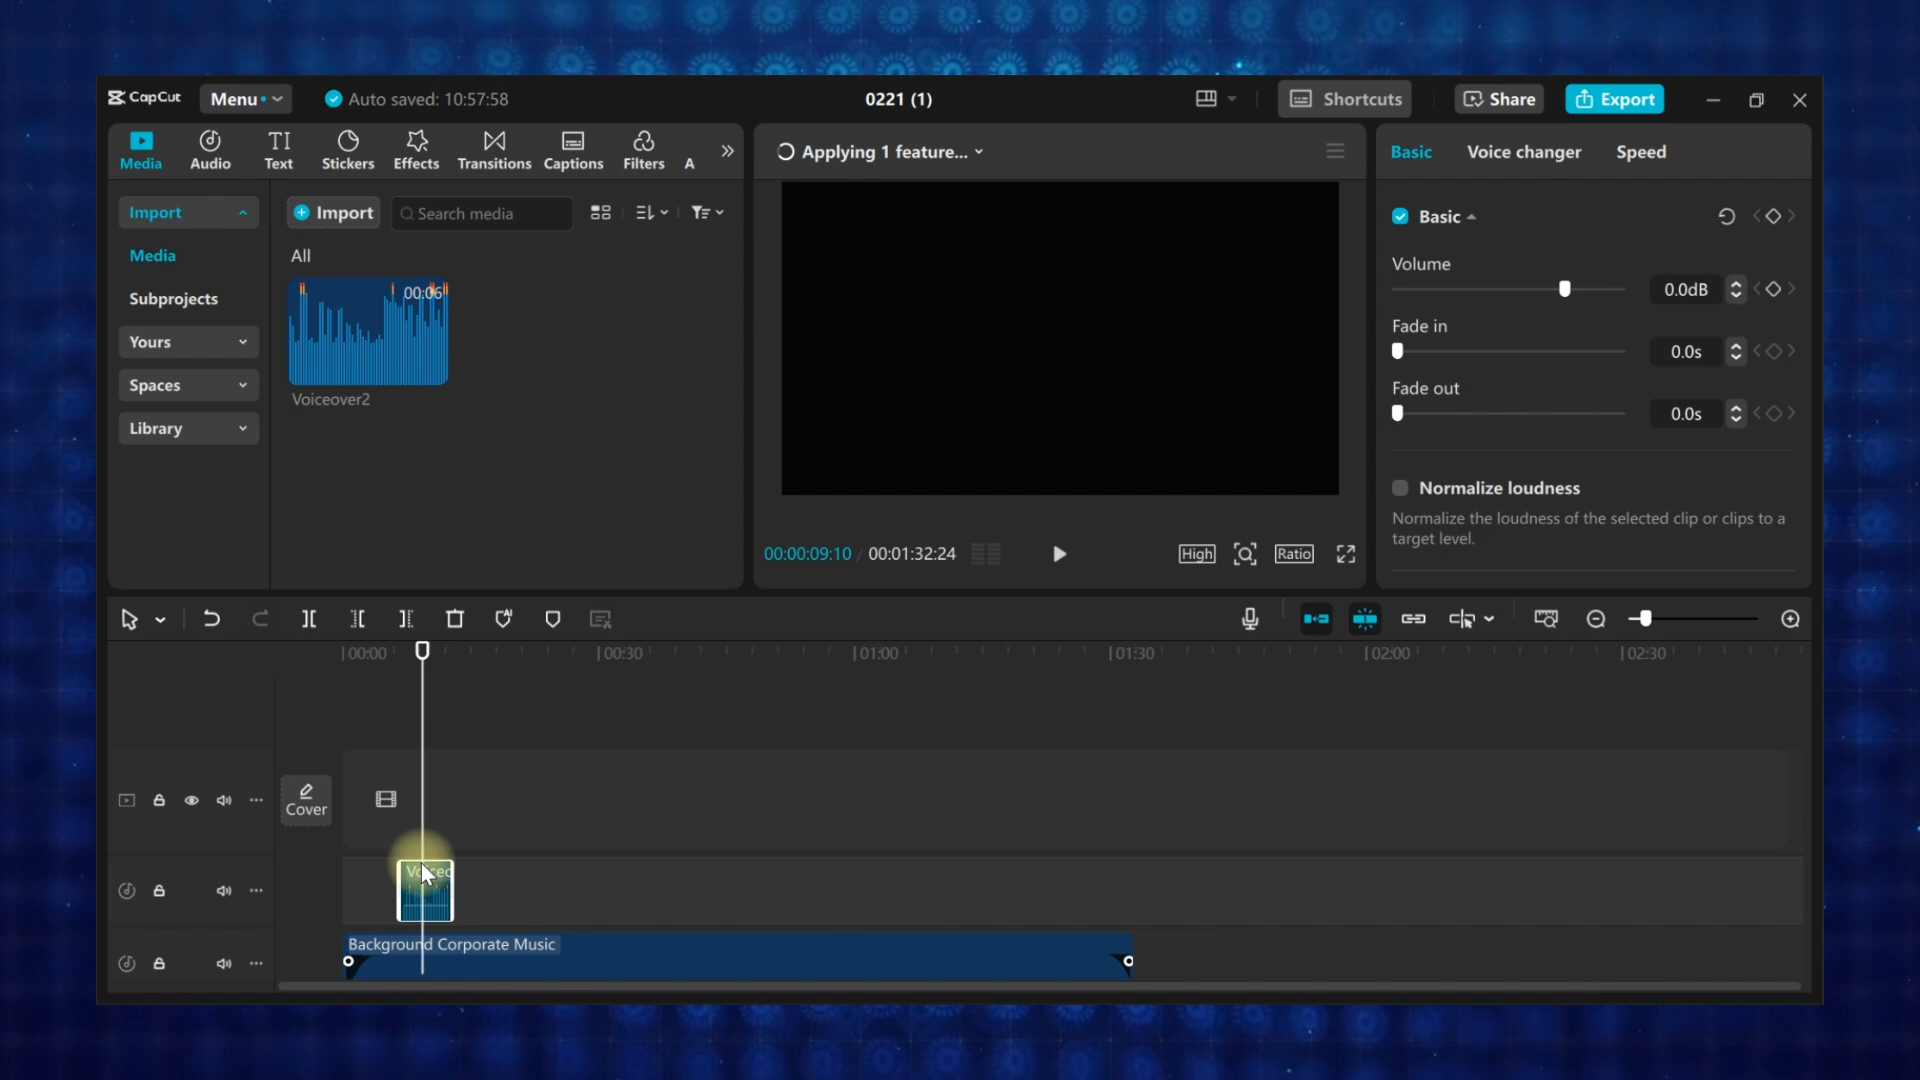 CapCut
Menu
Auto saved: 10:57:58
0221 (1)
Shortcuts
Share
Export
Media
Audio
TI
Text
Stickers
Effects
Transitions
Captions
Filters
A
Import
Media
Subprojects
Yours
Spaces
Library
Import
Search media
All
00:06
Voiceover2
Applying 1 feature...
00:00:09:10 / 00:01:32:24
High
Ratio
Basic
Voice changer
Speed
Basic
Volume
0.0dB
Fade in
0.0s
Fade out
0.0s
Normalize loudness
Normalize the loudness of the selected clip or clips to a
target level.
00:00
00:30
01:00
01:30
02:00
02:30
Cover
Background Corporate Music